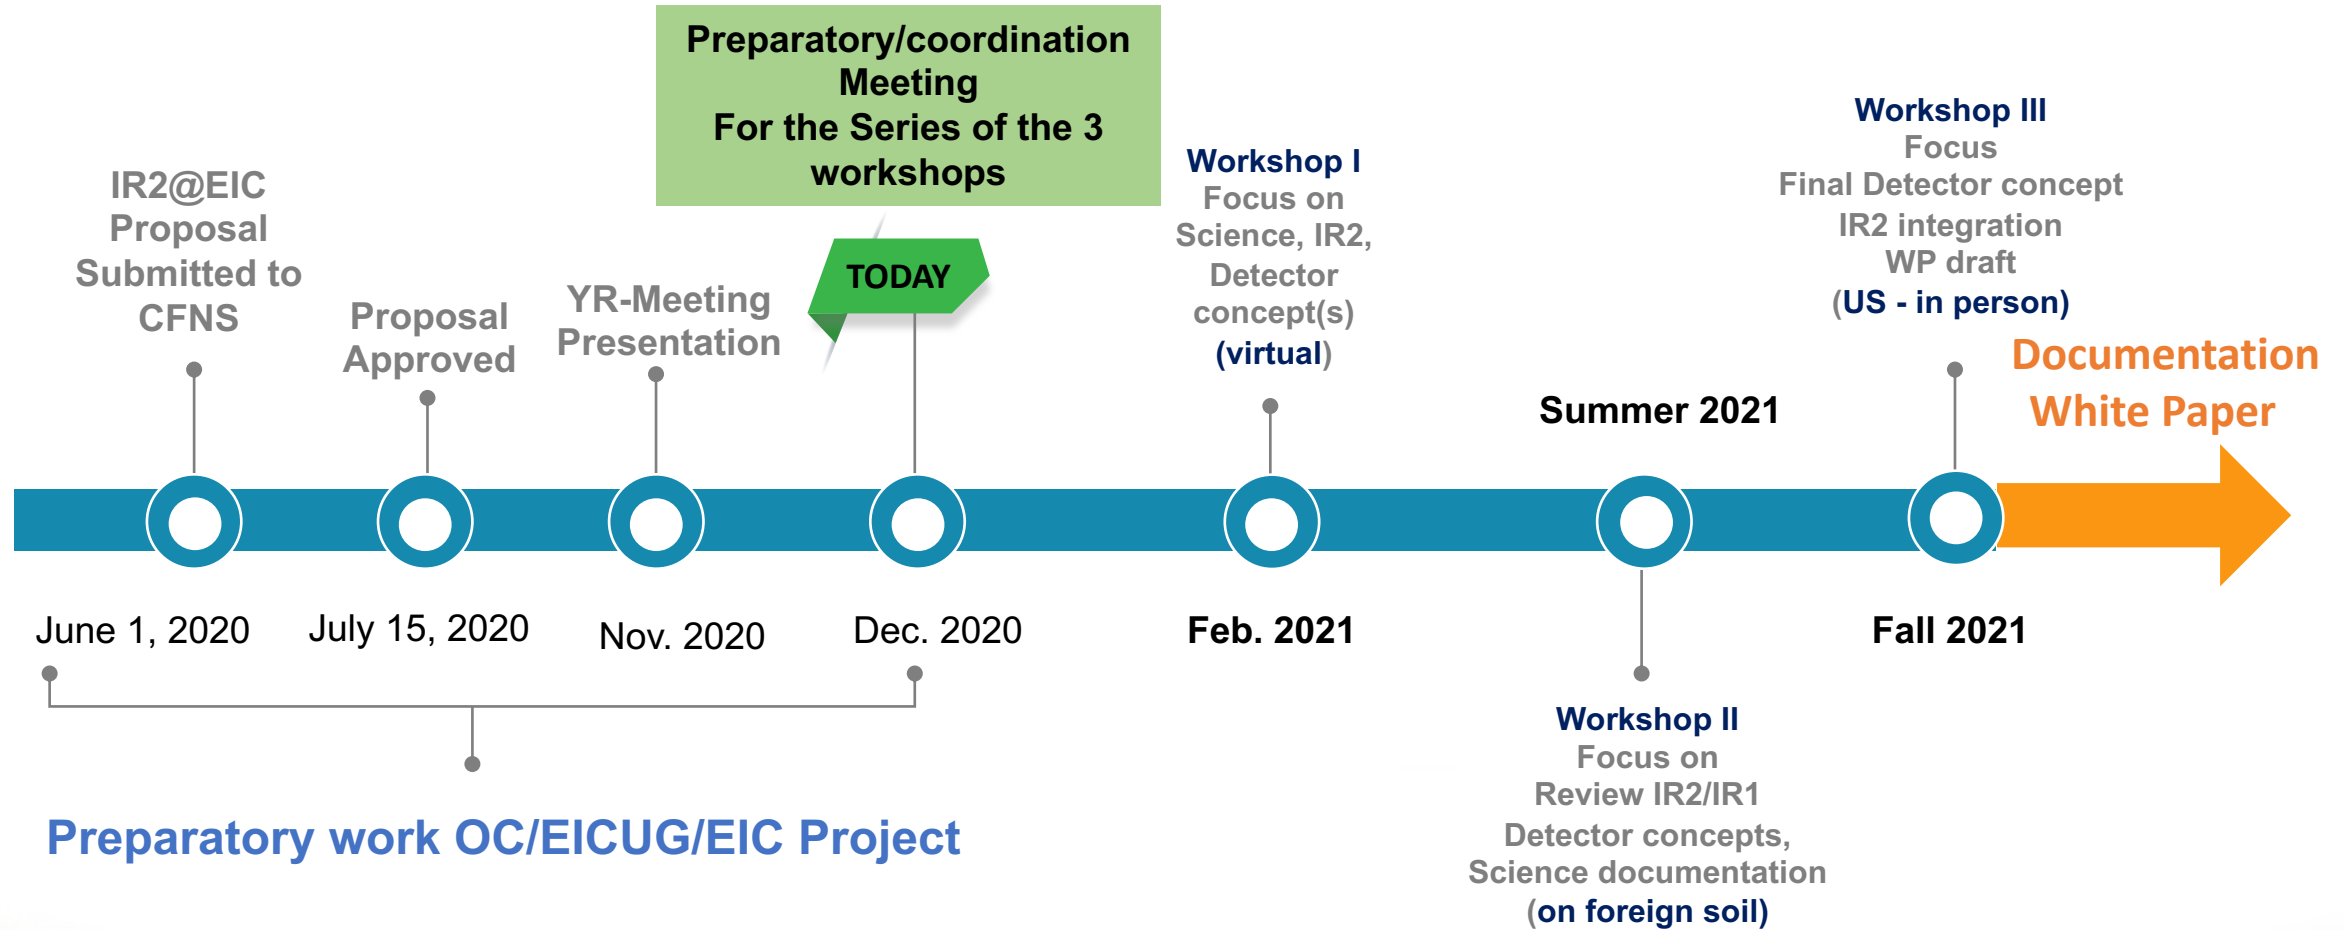 Preparatory/coordination
Meeting
For the Series of the 3
workshops
IR2@EIC
Proposal
Submitted to
CFNS
Proposal
Approved
YR-Meeting
Presentation
TODAY
Workshop I
Focus on
Science, IR2,
Detector
concept(s)
(virtual)
Summer 2021
Workshop III
Focus
Final Detector concept
IR2 integration
WP draft
(US - in person)
Documentation
White Paper
June 1, 2020
July 15, 2020
Nov. 2020
Dec. 2020
Feb. 2021
Fall 2021
Preparatory work OC/EICUG/EIC Project
Workshop II
Focus on
Review IR2/IR1
Detector concepts,
Science documentation
(on foreign soil)